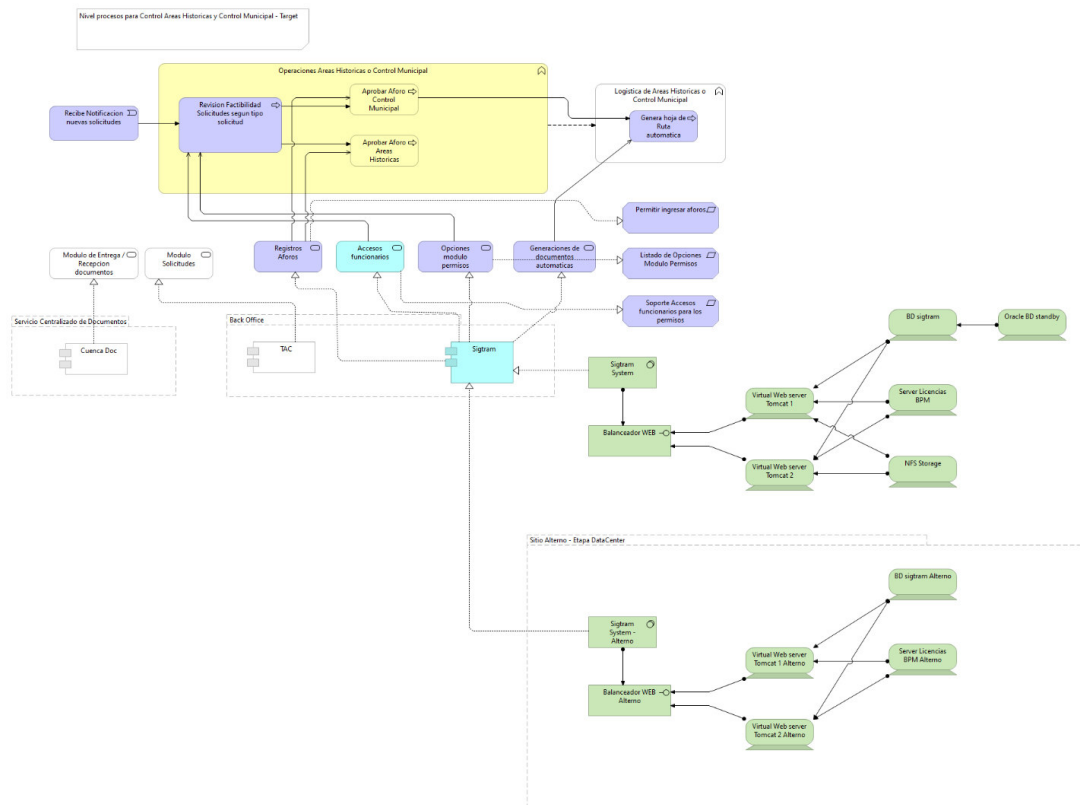 Nivel procesos para Control Areas Historicas y Control Municipal - Target
Operaciones Areas Historicas o Control Municipal
Recibe Notificacion
nuevas solicitudes
Revision Factibilidad
Solicitudes segun tipo
solicitud
Aprobar Aforo
Control
Municipal
Aprobar Aforo
Areas
Historicas
Logistica de Areas Historicas o
Control Municipal
Genera hoja de
Ruta
automatica
Permitir ingresar aforos
Modulo de Entrega /
Recepcion
documentos
Modulo
Solicitudes
Registros
Aforos
Accesos
funcionarios
Opciones
modulo
permisos
Generaciones de
documentos
automaticas
Listado de Opciones
Modulo Permisos
Soporte Accesos
funcionarios para los
permisos
Servicio Centralizado de Documentos
Cuenca Doc
Back Office
TAC
Sigtram
BD sigtram
Oracle BD standby
Sigtram
System
Balanceador WEB
Virtual Web server
Tomcat 1
Server Licencias
BPM
Virtual Web server
Tomcat 2
NFS Storage
Sitio Alterno - Etapa DataCenter
BD sigtram Alterno
Sigtram
System -
Alterno
Balanceador WEB
Alterno
Virtual Web server
Tomcat 1 Alterno
Server Licencias
BPM Alterno
Virtual Web server
Tomcat 2 Alterno